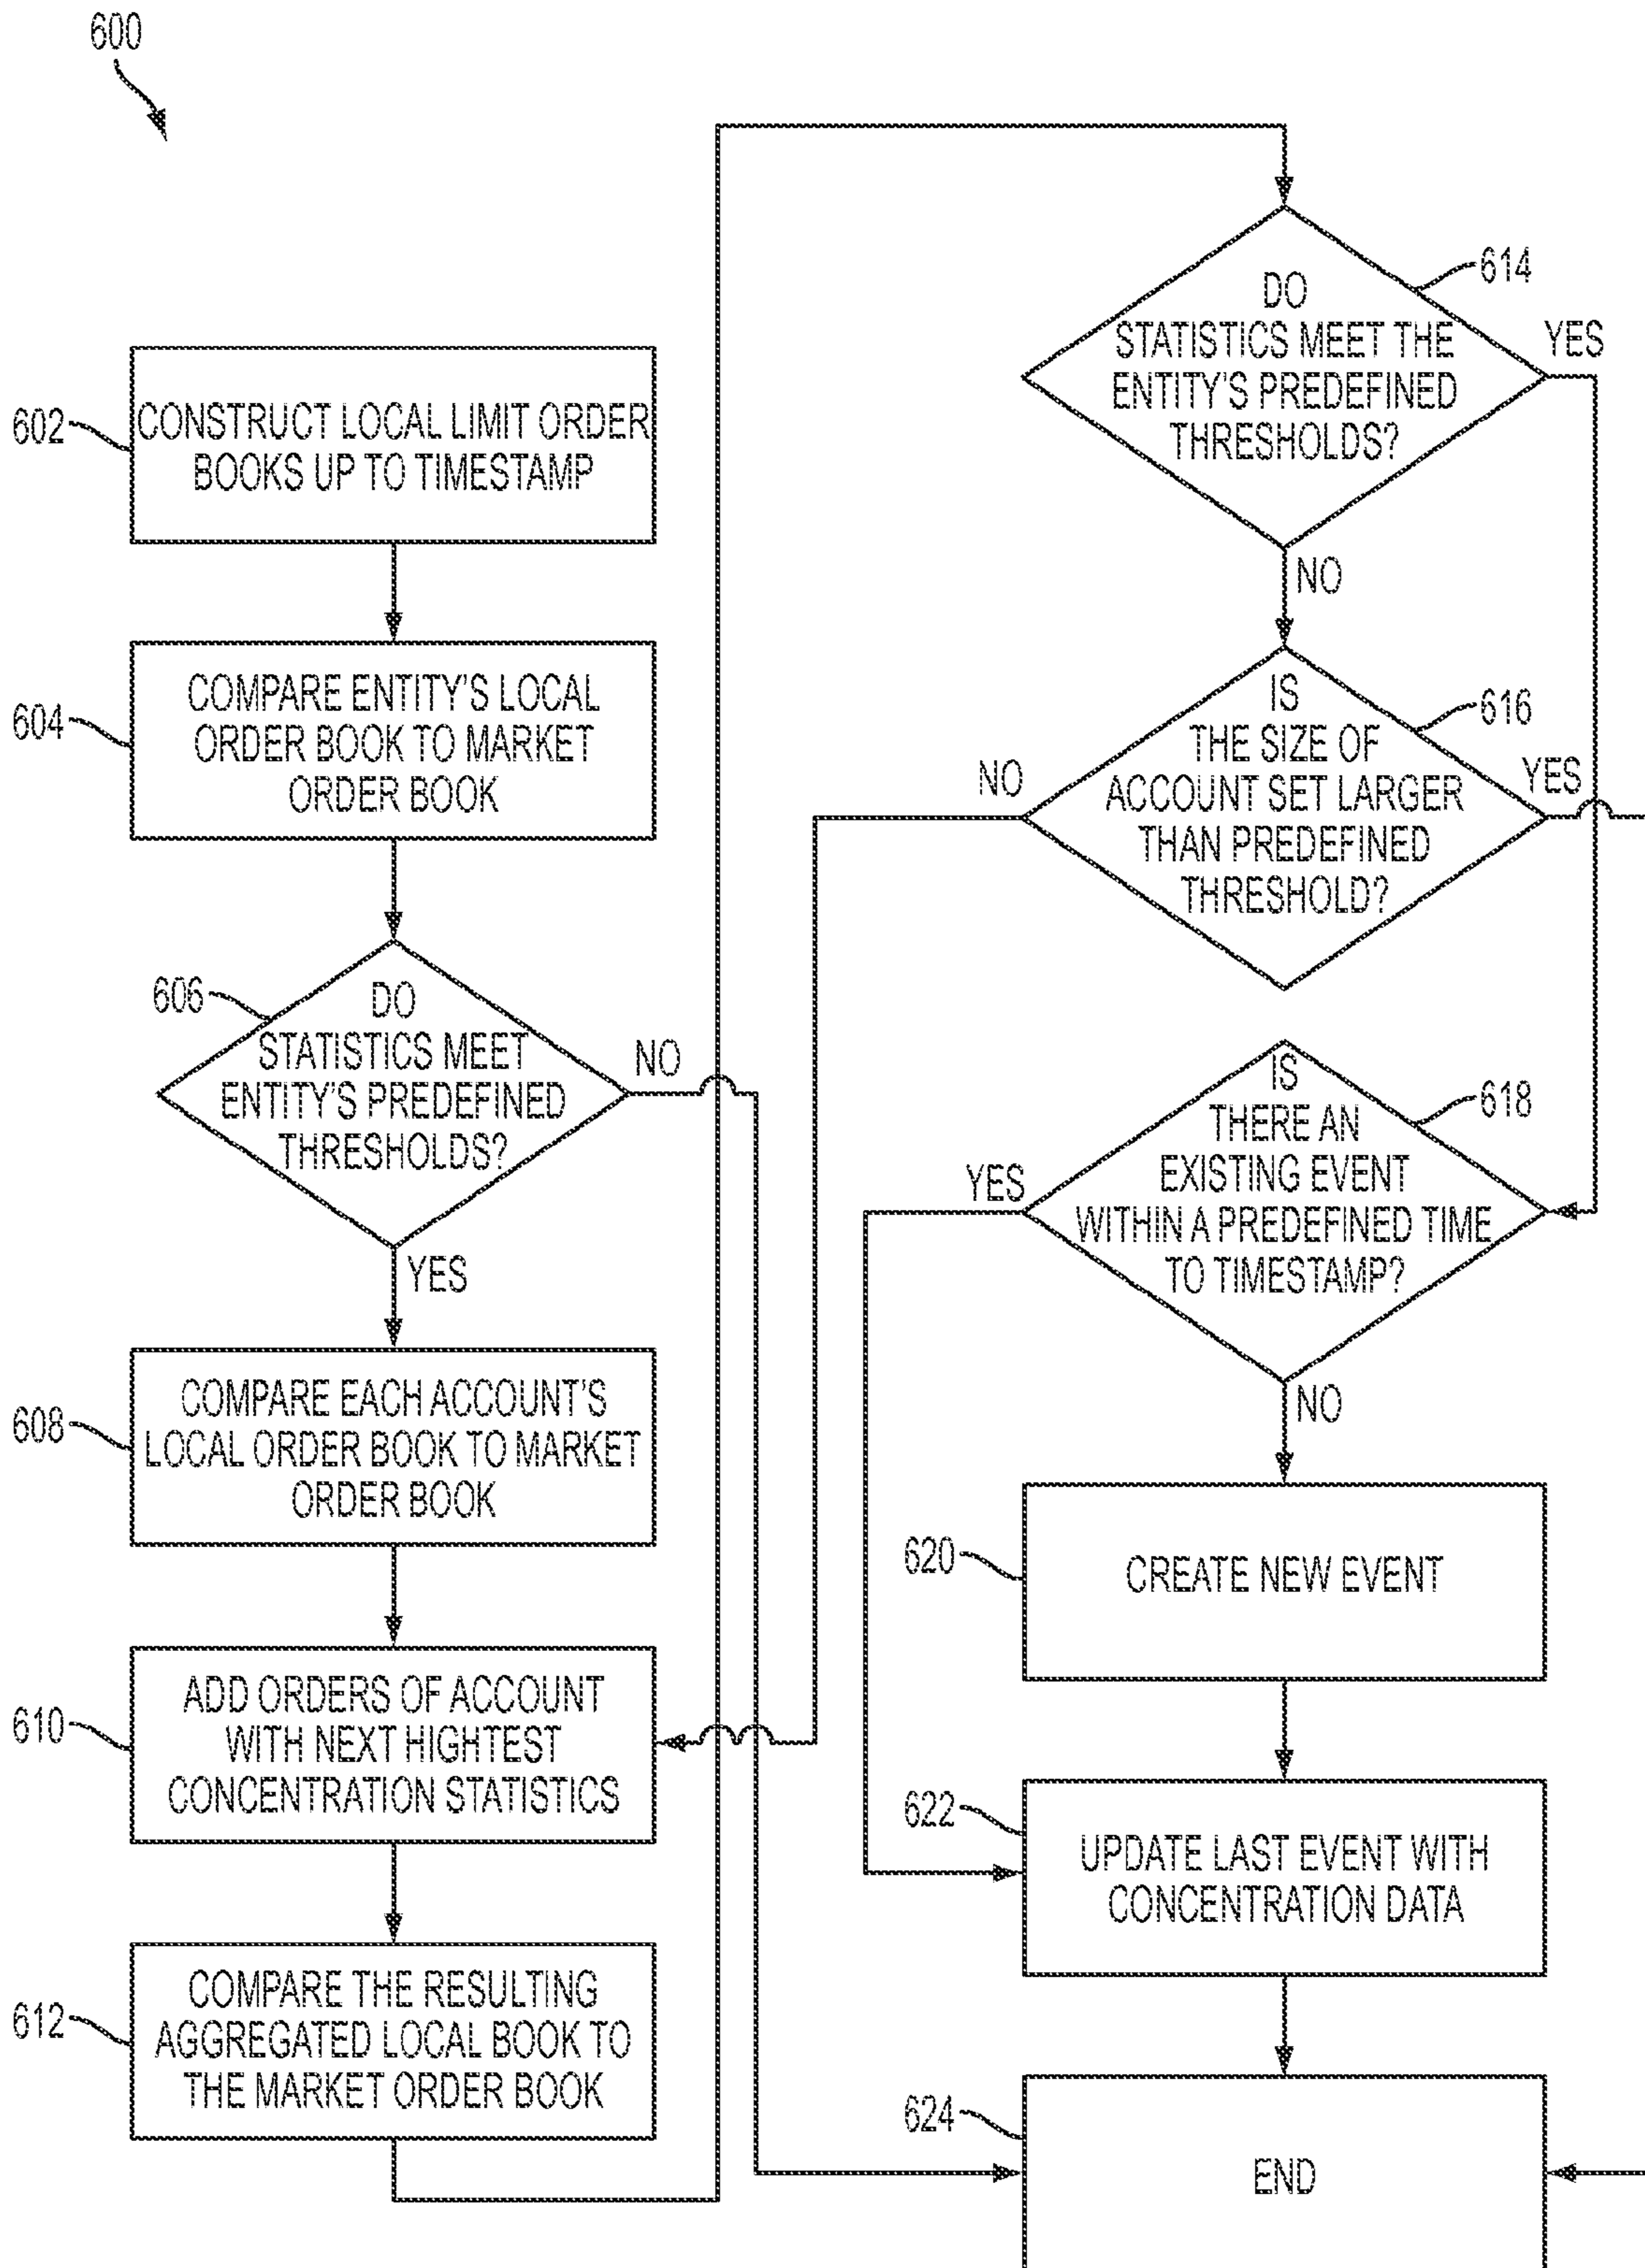 600
602
CONSTRUCT LOCAL LIMIT ORDER
BOOKS UP TO TIMESTAMP
604
COMPARE ENTITY'S LOCAL
ORDER BOOK TO MARKET
ORDER BOOK
606
DO
STATISTICS MEET
ENTITY'S PREDEFINED
THRESHOLDS?
NO
YES
608
COMPARE EACH ACCOUNT'S
LOCAL ORDER BOOK TO MARKET
ORDER BOOK
610
ADD ORDERS OF ACCOUNT
WITH NEXT HIGHTEST
CONCENTRATION STATISTICS
612
COMPARE THE RESULTING
AGGREGATED LOCAL BOOK TO
THE MARKET ORDER BOOK
614
DO
STATISTICS MEET THE
ENTITY'S PREDEFINED
THRESHOLDS?
YES
NO
616
IS
THE SIZE OF
ACCOUNT SET LARGER
THAN PREDEFINED
THRESHOLD?
NO
YES
618
IS
THERE AN
EXISTING EVENT
WITHIN A PREDEFINED TIME
TO TIMESTAMP?
YES
NO
620
CREATE NEW EVENT
622
UPDATE LAST EVENT WITH
CONCENTRATION DATA
624
END